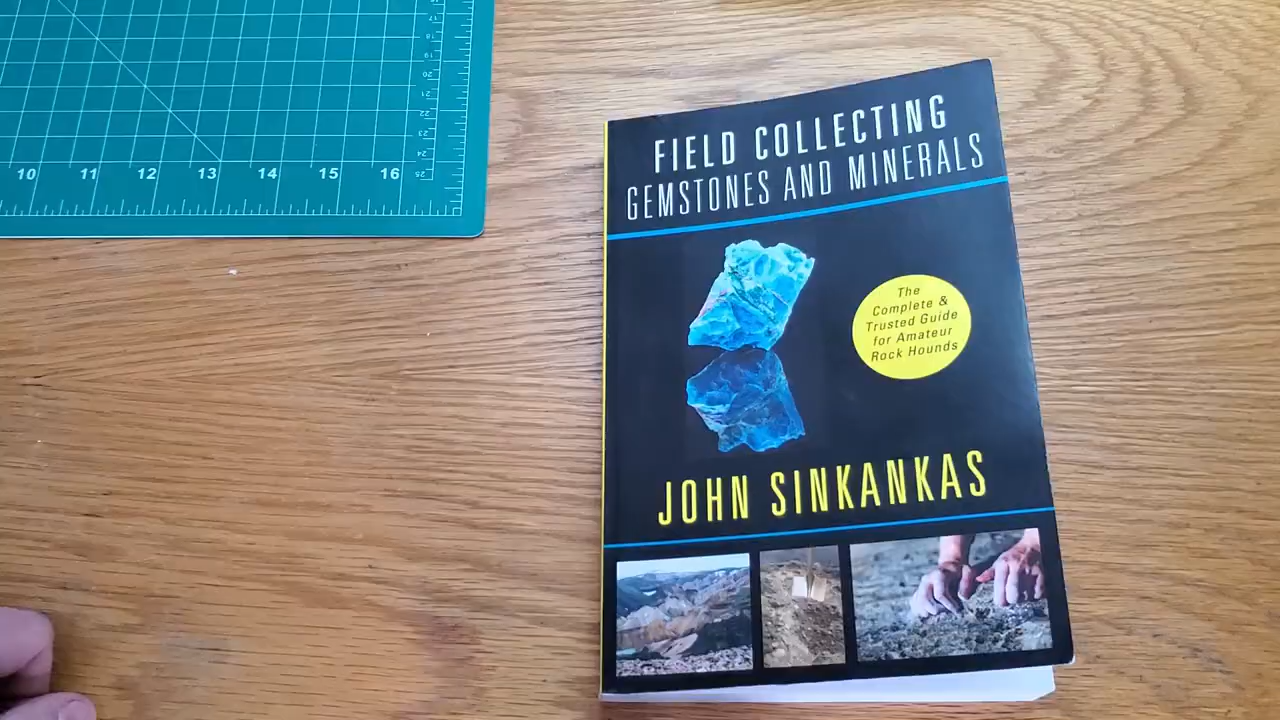 10 11 12 13 14 15 16
FIELD COLLECTING
GEMSTONES AND MINERALS
The
Complete &
Trusted Guide
for Amateur
Rock Hounds
JOHN SINKANKAS